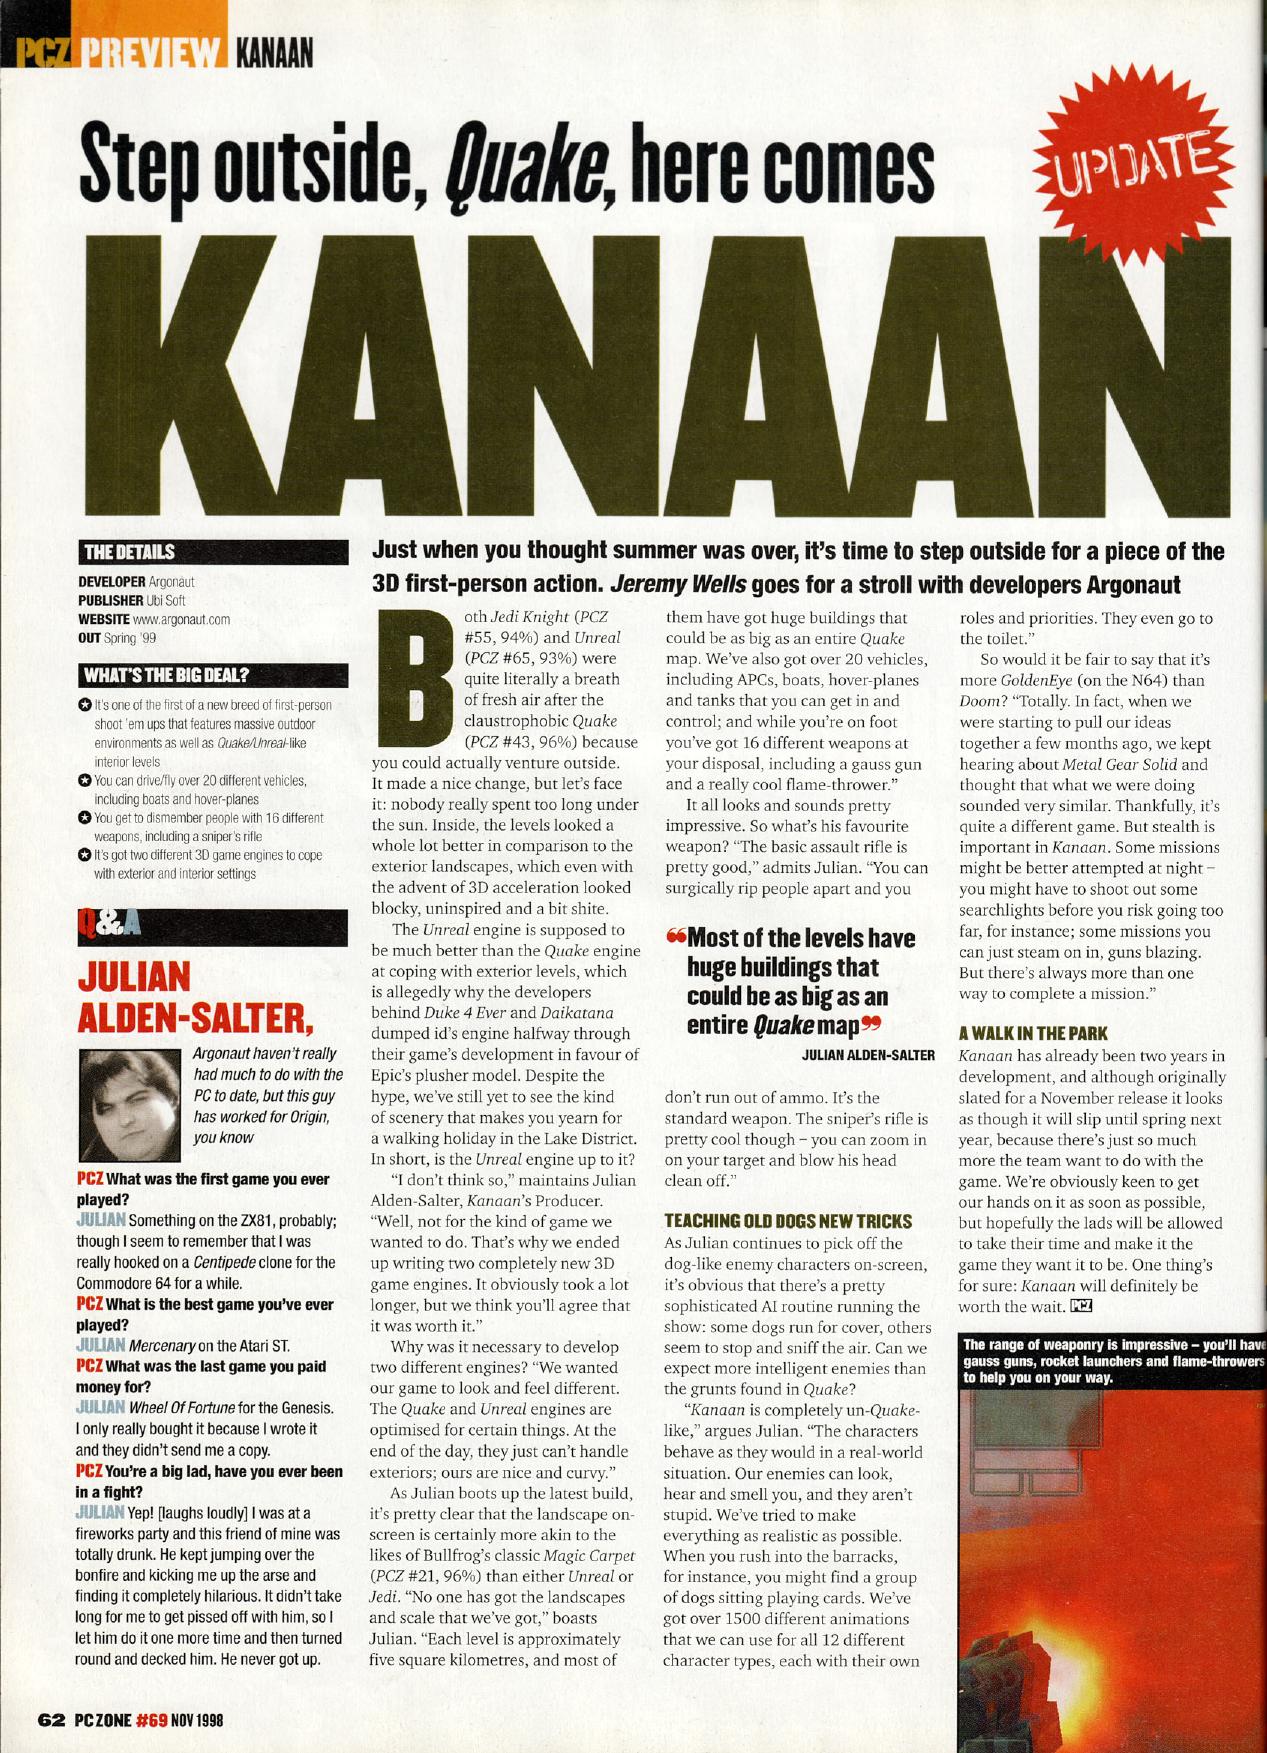 PCZ PREVIEW KANAAN
Step outside, Quake, here comes
UPDATE
KANAAN
THE DETAILS
DEVELOPER Argonaut
PUBLISHER Ubi Soft
WEBSITE www.argonaut.com
OUT Spring '99
WHAT'S THE BIG DEAL?
It's one of the first of a new breed of first-person
shoot 'em ups that features massive outdoor
environments as well as Quake/Unreal-like
interior levels
You can drive/fly over 20 different vehicles,
including boats and hover-planes
You get to dismember people with 16 different
weapons, including a sniper's rifle
It's got two different 3D game engines to cope
with exterior and interior settings
Q&A
JULIAN
ALDEN-SALTER,
Argonaut haven't really
had much to do with the
PC to date, but this guy
has worked for Origin,
you know
PCZ What was the first game you ever
played?
JULIAN Something on the ZX81, probably;
though I seem to remember that I was
really hooked on a Centipede clone for the
Commodore 64 for a while.
PCZ What is the best game you've ever
played?
JULIAN Mercenary on the Atari ST.
PCZ What was the last game you paid
money for?
JULIAN Wheel Of Fortune for the Genesis.
I only really bought it because I wrote it
and they didn't send me a copy.
PCZ You're a big lad, have you ever been
in a fight?
JULIAN Yep! [laughs loudly] I was at a
fireworks party and this friend of mine was
totally drunk. He kept jumping over the
bonfire and kicking me up the arse and
finding it completely hilarious. It didn't take
long for me to get pissed off with him, so I
let him do it one more time and then turned
round and decked him. He never got up.
Just when you thought summer was over, it's time to step outside for a piece of the
3D first-person action. Jeremy Wells goes for a stroll with developers Argonaut
Both Jedi Knight (PCZ
#55, 94%) and Unreal
(PCZ #65, 93%) were
quite literally a breath
of fresh air after the
claustrophobic Quake
(PCZ #43, 96%) because
you could actually venture outside.
It made a nice change, but let's face
it: nobody really spent too long under
the sun. Inside, the levels looked a
whole lot better in comparison to the
exterior landscapes, which even with
the advent of 3D acceleration looked
blocky, uninspired and a bit shite.
The Unreal engine is supposed to
be much better than the Quake engine
at coping with exterior levels, which
is allegedly why the developers
behind Duke 4 Ever and Daikatana
dumped id's engine halfway through
their game's development in favour of
Epic's plusher model. Despite the
hype, we've still yet to see the kind
of scenery that makes you yearn for
a walking holiday in the Lake District.
In short, is the Unreal engine up to it?
"I don't think so," maintains Julian
Alden-Salter, Kanaan's Producer.
"Well, not for the kind of game we
wanted to do. That's why we ended
up writing two completely new 3D
game engines. It obviously took a lot
longer, but we think you'll agree that
it was worth it."
Why was it necessary to develop
two different engines? "We wanted
our game to look and feel different.
The Quake and Unreal engines are
optimised for certain things. At the
end of the day, they just can't handle
exteriors; ours are nice and curvy."
As Julian boots up the latest build,
it's pretty clear that the landscape on-
screen is certainly more akin to the
likes of Bullfrog's classic Magic Carpet
(PCZ #21, 96%) than either Unreal or
Jedi. "No one has got the landscapes
and scale that we've got," boasts
Julian. "Each level is approximately
five square kilometres, and most of
them have got huge buildings that
could be as big as an entire Quake
map. We've also got over 20 vehicles,
including APCs, boats, hover-planes
and tanks that you can get in and
control; and while you're on foot
you've got 16 different weapons at
your disposal, including a gauss gun
and a really cool flame-thrower."
It all looks and sounds pretty
impressive. So what's his favourite
weapon? "The basic assault rifle is
pretty good," admits Julian. "You can
surgically rip people apart and you
“Most of the levels have
huge buildings that
could be as big as an
entire Quake map”
JULIAN ALDEN-SALTER
don't run out of ammo. It's the
standard weapon. The sniper's rifle is
pretty cool though – you can zoom in
on your target and blow his head
clean off."
TEACHING OLD DOGS NEW TRICKS
As Julian continues to pick off the
dog-like enemy characters on-screen,
it's obvious that there's a pretty
sophisticated AI routine running the
show: some dogs run for cover, others
seem to stop and sniff the air. Can we
expect more intelligent enemies than
the grunts found in Quake?
"Kanaan is completely un-Quake-
like," argues Julian. "The characters
behave as they would in a real-world
situation. Our enemies can look,
hear and smell you, and they aren't
stupid. We've tried to make
everything as realistic as possible.
When you rush into the barracks,
for instance, you might find a group
of dogs sitting playing cards. We've
got over 1500 different animations
that we can use for all 12 different
character types, each with their own
roles and priorities. They even go to
the toilet."
So would it be fair to say that it's
more GoldenEye (on the N64) than
Doom? "Totally. In fact, when we
were starting to pull our ideas
together a few months ago, we kept
hearing about Metal Gear Solid and
thought that what we were doing
sounded very similar. Thankfully, it's
quite a different game. But stealth is
important in Kanaan. Some missions
might be better attempted at night –
you might have to shoot out some
searchlights before you risk going too
far, for instance; some missions you
can just steam on in, guns blazing.
But there's always more than one
way to complete a mission."
A WALK IN THE PARK
Kanaan has already been two years in
development, and although originally
slated for a November release it looks
as though it will slip until spring next
year, because there's just so much
more the team want to do with the
game. We're obviously keen to get
our hands on it as soon as possible,
but hopefully the lads will be allowed
to take their time and make it the
game they want it to be. One thing's
for sure: Kanaan will definitely be
worth the wait. PCZ
The range of weaponry is impressive – you'll have
gauss guns, rocket launchers and flame-throwers
to help you on your way.
62 PC ZONE #69 NOV 1998